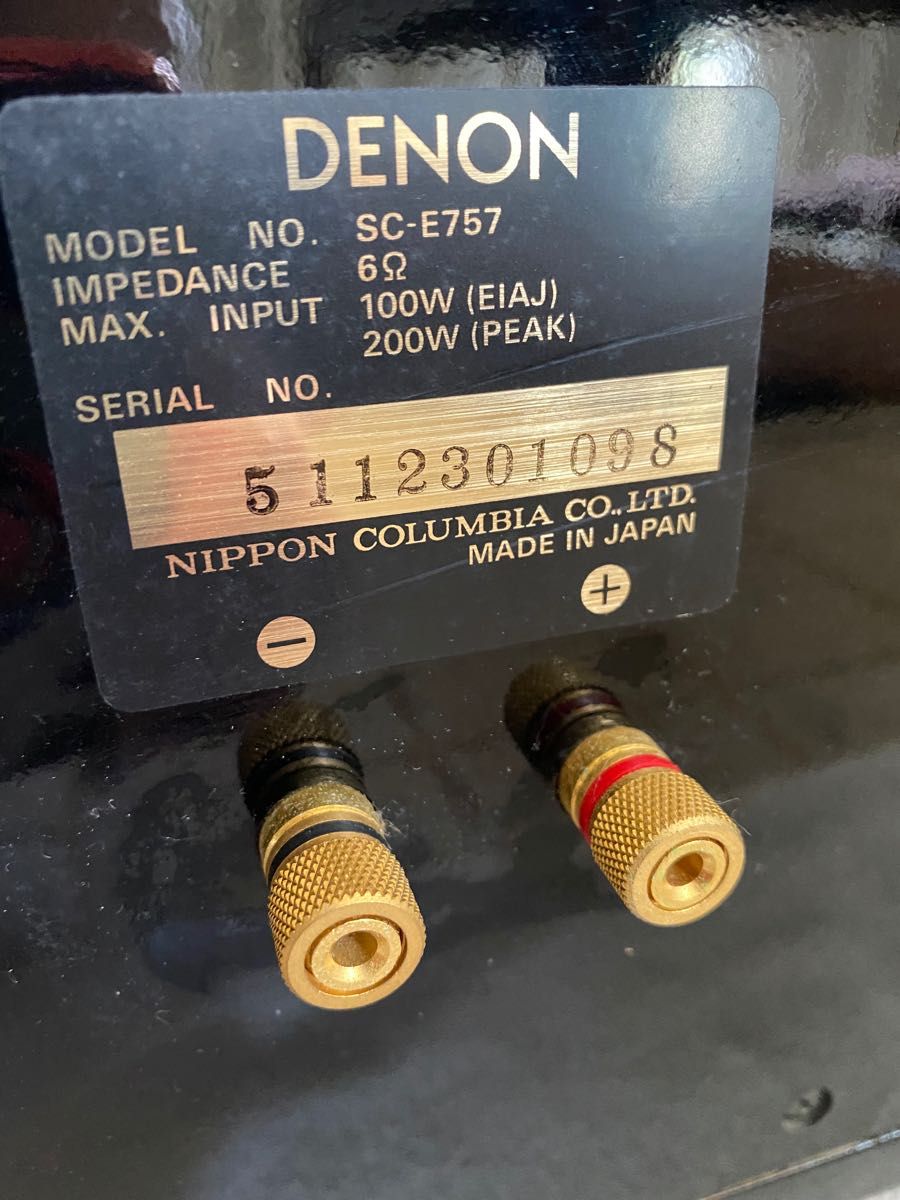 DENON
MODEL NO. SC-E757
IMPEDANCE 6Ω
MAX. INPUT 100W (EIAJ)
200W (PEAK)
SERIAL NO.
5112301098
NIPPON COLUMBIA CO., LTD.
MADE IN JAPAN
− +